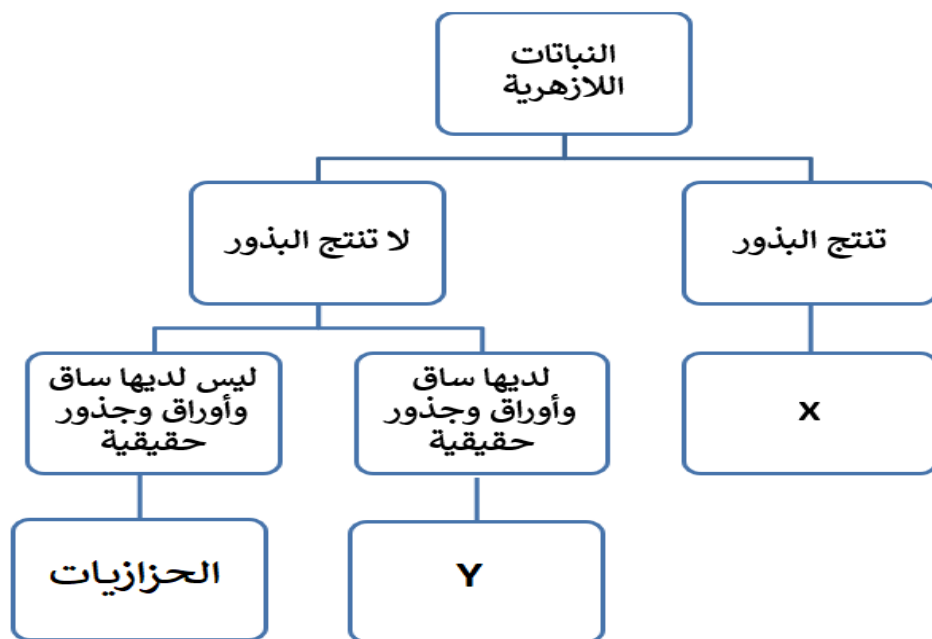 النباتات
اللازهرية
تنتج البذور
لا تنتج البذور
X
لديها ساق
وأوراق وجذور
حقيقية
ليس لديها ساق
وأوراق وجذور
حقيقية
Y
الحزازيات